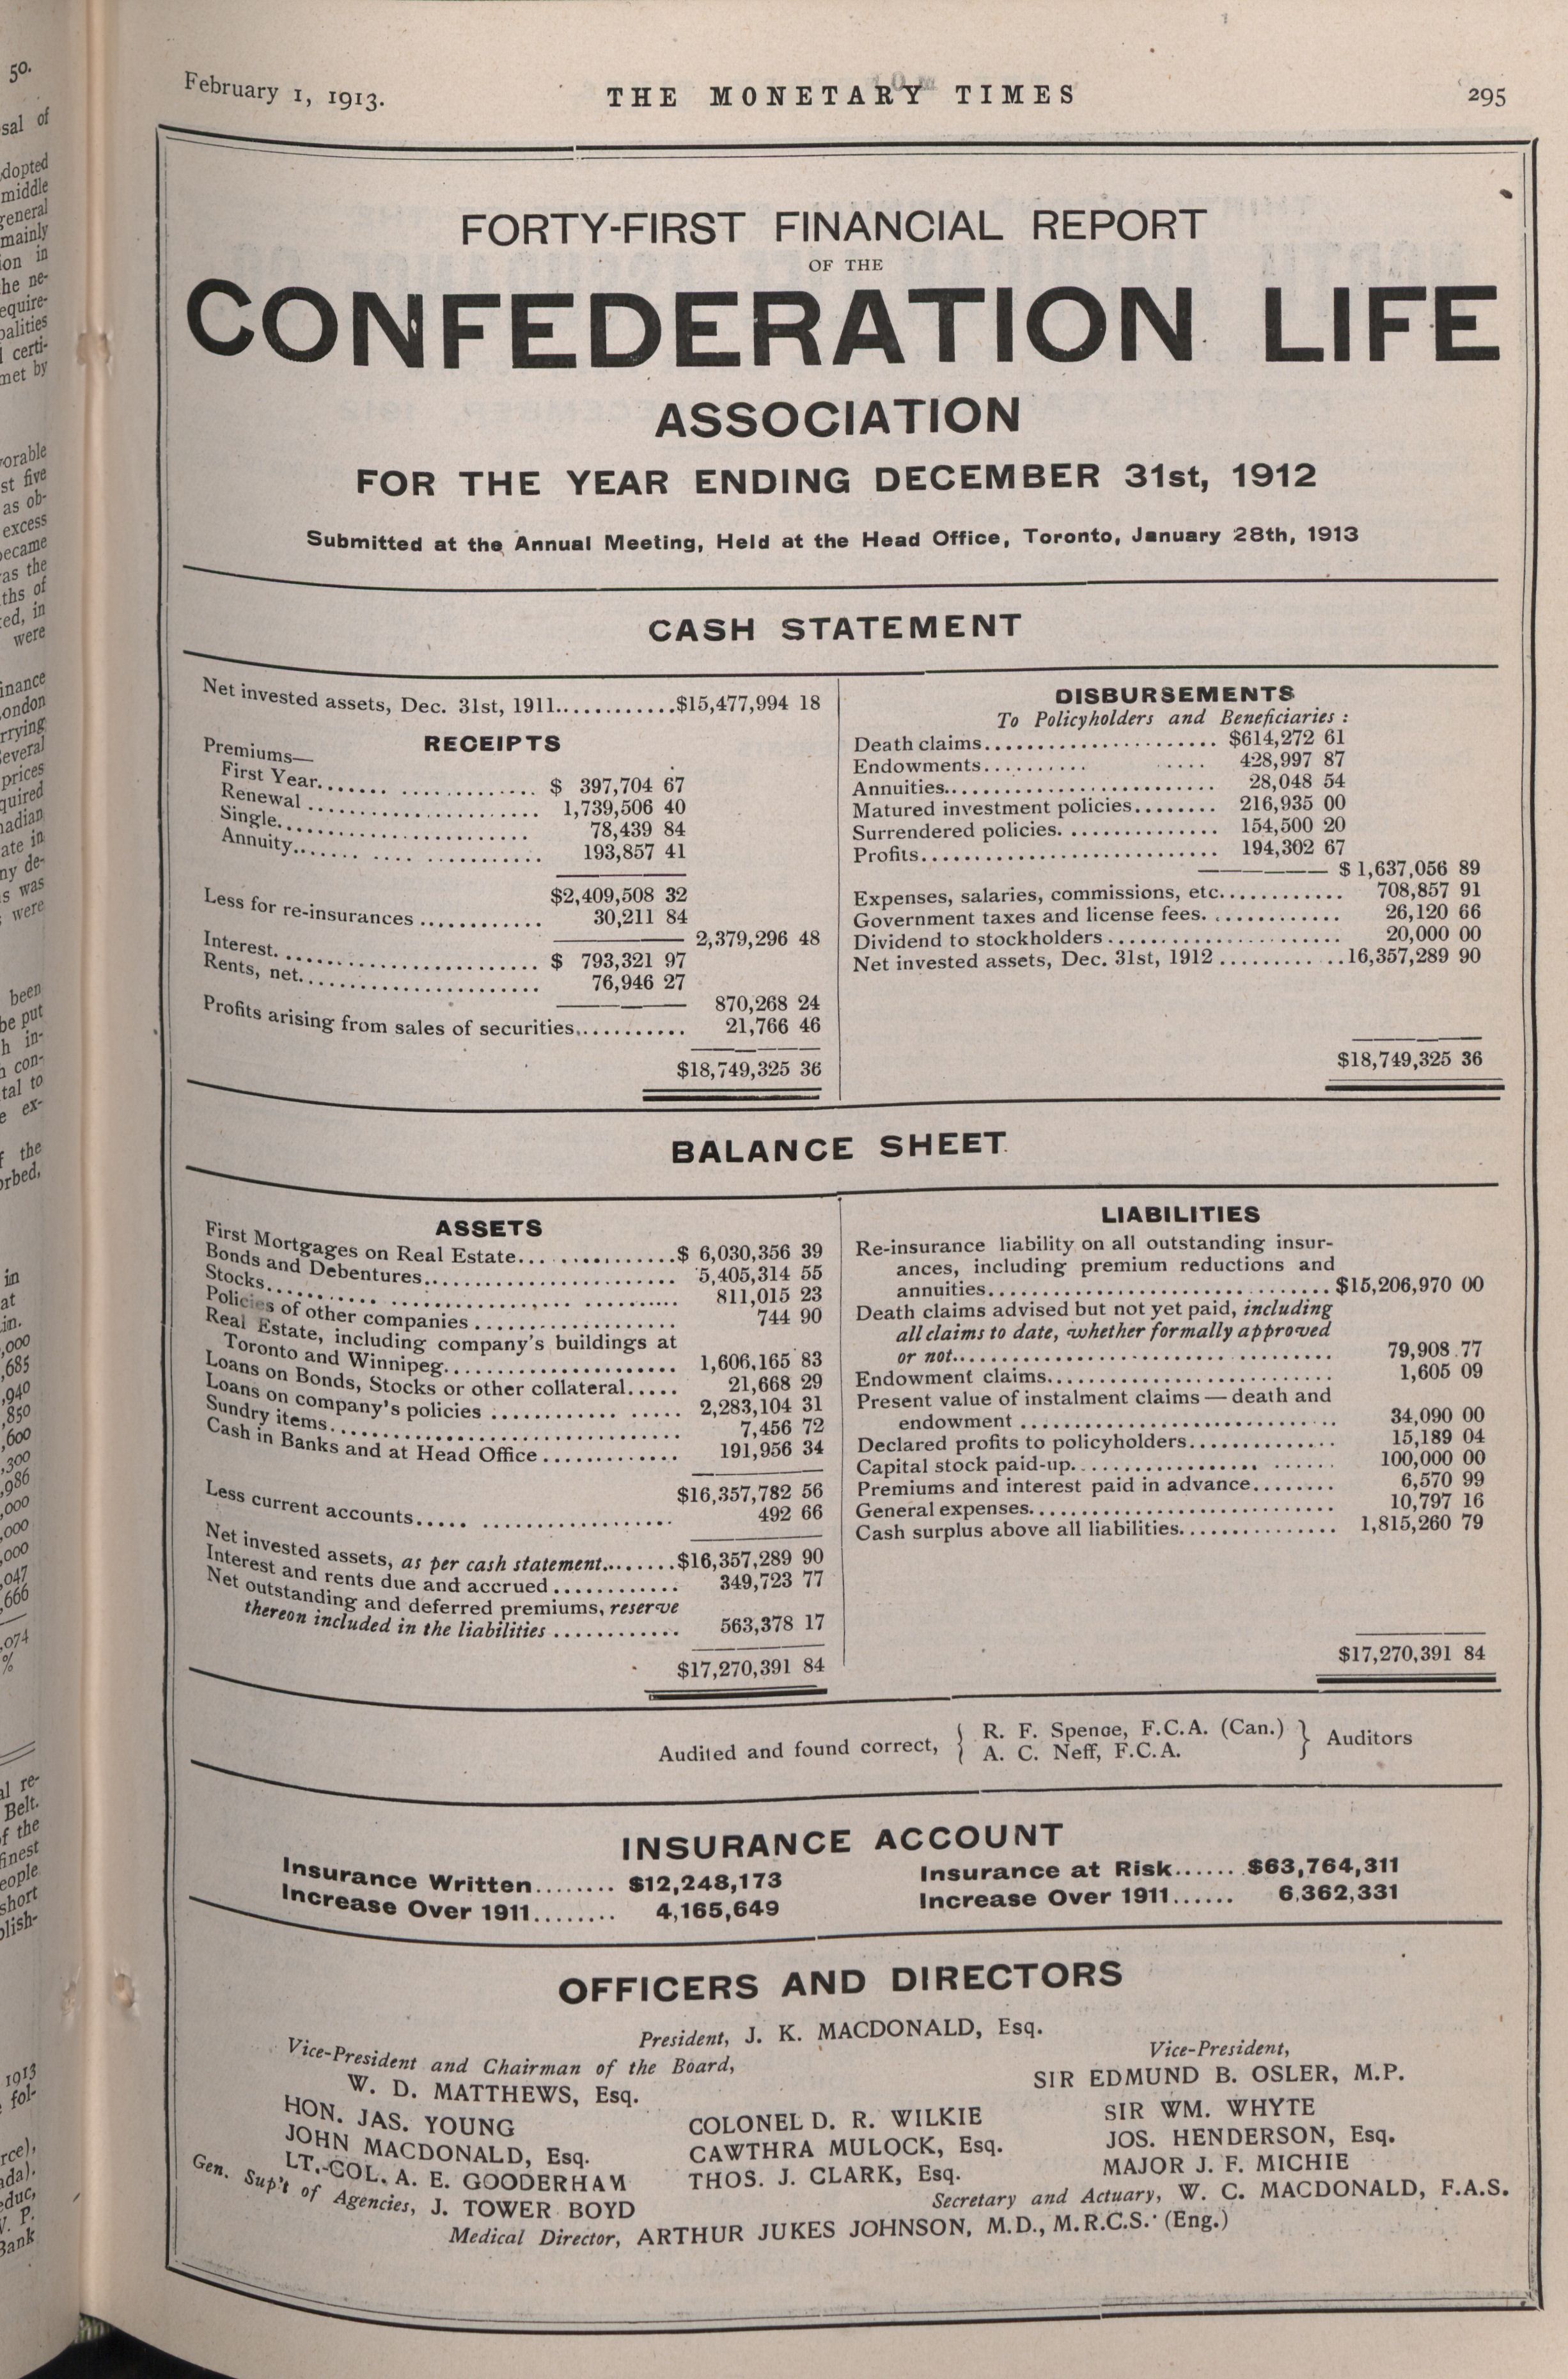 February 1, 1913.
THE MONETARY TIMES
295
FORTY-FIRST FINANCIAL REPORT
OF THE
CONFEDERATION LIFE
ASSOCIATION
FOR THE YEAR ENDING DECEMBER 31st, 1912
Submitted at the Annual Meeting, Held at the Head Office, Toronto, January 28th, 1913
CASH STATEMENT
Net invested assets, Dec. 31st, 1911............$15,477,994 18
RECEIPTS
Premiums—
First Year.................... $ 397,704 67
Renewal .................... 1,739,506 40
Single..................... 78,439 84
Annuity..................... 193,857 41
$2,409,508 32
Less for re-insurances ............ 30,211 84
2,379,296 48
Interest........................ $ 793,321 97
Rents, net...................... 76,946 27
870,268 24
Profits arising from sales of securities........... 21,766 46
$18,749,325 36
DISBURSEMENTS
To Policyholders and Beneficiaries :
Death claims...................... $614,272 61
Endowments.......... ..... 428,997 87
Annuities......................... 28,048 54
Matured investment policies........ 216,935 00
Surrendered policies............... 154,500 20
Profits............................ 194,302 67
$ 1,637,056 89
Expenses, salaries, commissions, etc............ 708,857 91
Government taxes and license fees............. 26,120 66
Dividend to stockholders...................... 20,000 00
Net invested assets, Dec. 31st, 1912............16,357,289 90
$18,749,325 36
BALANCE SHEET
ASSETS
First Mortgages on Real Estate...............$ 6,030,356 39
Bonds and Debentures........................ 5,405,314 55
Stocks...................................... 811,015 23
Policies of other companies ................... 744 90
Real Estate, including company's buildings at
Toronto and Winnipeg...................... 1,606,165 83
Loans on Bonds, Stocks or other collateral..... 21,668 29
Loans on company's policies ............ ..... 2,283,104 31
Sundry items................................. 7,456 72
Cash in Banks and at Head Office ............. 191,956 34
$16,357,782 56
Less current accounts..... .................. 492 66
Net invested assets, as per cash statement........$16,357,289 90
Interest and rents due and accrued............ 349,723 77
Net outstanding and deferred premiums, reserve
thereon included in the liabilities ............ 563,378 17
$17,270,391 84
LIABILITIES
Re-insurance liability on all outstanding insur-
ances, including premium reductions and
annuities.................................$15,206,970 00
Death claims advised but not yet paid, including
all claims to date, whether formally approved
or not.................................... 79,908 77
Endowment claims........................... 1,605 09
Present value of instalment claims — death and
endowment .............................. 34,090 00
Declared profits to policyholders.............. 15,189 04
Capital stock paid-up......................... 100,000 00
Premiums and interest paid in advance........ 6,570 99
General expenses............................. 10,797 16
Cash surplus above all liabilities............... 1,815,260 79
$17,270,391 84
Audited and found correct, { R. F. Spence, F.C.A. (Can.) } Auditors
A. C. Neff, F.C.A.
INSURANCE ACCOUNT
Insurance Written........ $12,248,173
Increase Over 1911........ 4,165,649
Insurance at Risk...... $63,764,311
Increase Over 1911...... 6,362,331
OFFICERS AND DIRECTORS
President, J. K. MACDONALD, Esq.
Vice-President and Chairman of the Board,
W. D. MATTHEWS, Esq.
Vice-President,
SIR EDMUND B. OSLER, M.P.
HON. JAS. YOUNG
JOHN MACDONALD, Esq.
LT.-COL. A. E. GOODERHAM
COLONEL D. R. WILKIE
CAWTHRA MULOCK, Esq.
THOS. J. CLARK, Esq.
SIR WM. WHYTE
JOS. HENDERSON, Esq.
MAJOR J. F. MICHIE
Gen. Sup't of Agencies, J. TOWER BOYD
Secretary and Actuary, W. C. MACDONALD, F.A.S.
Medical Director, ARTHUR JUKES JOHNSON, M.D., M.R.C.S. (Eng.)